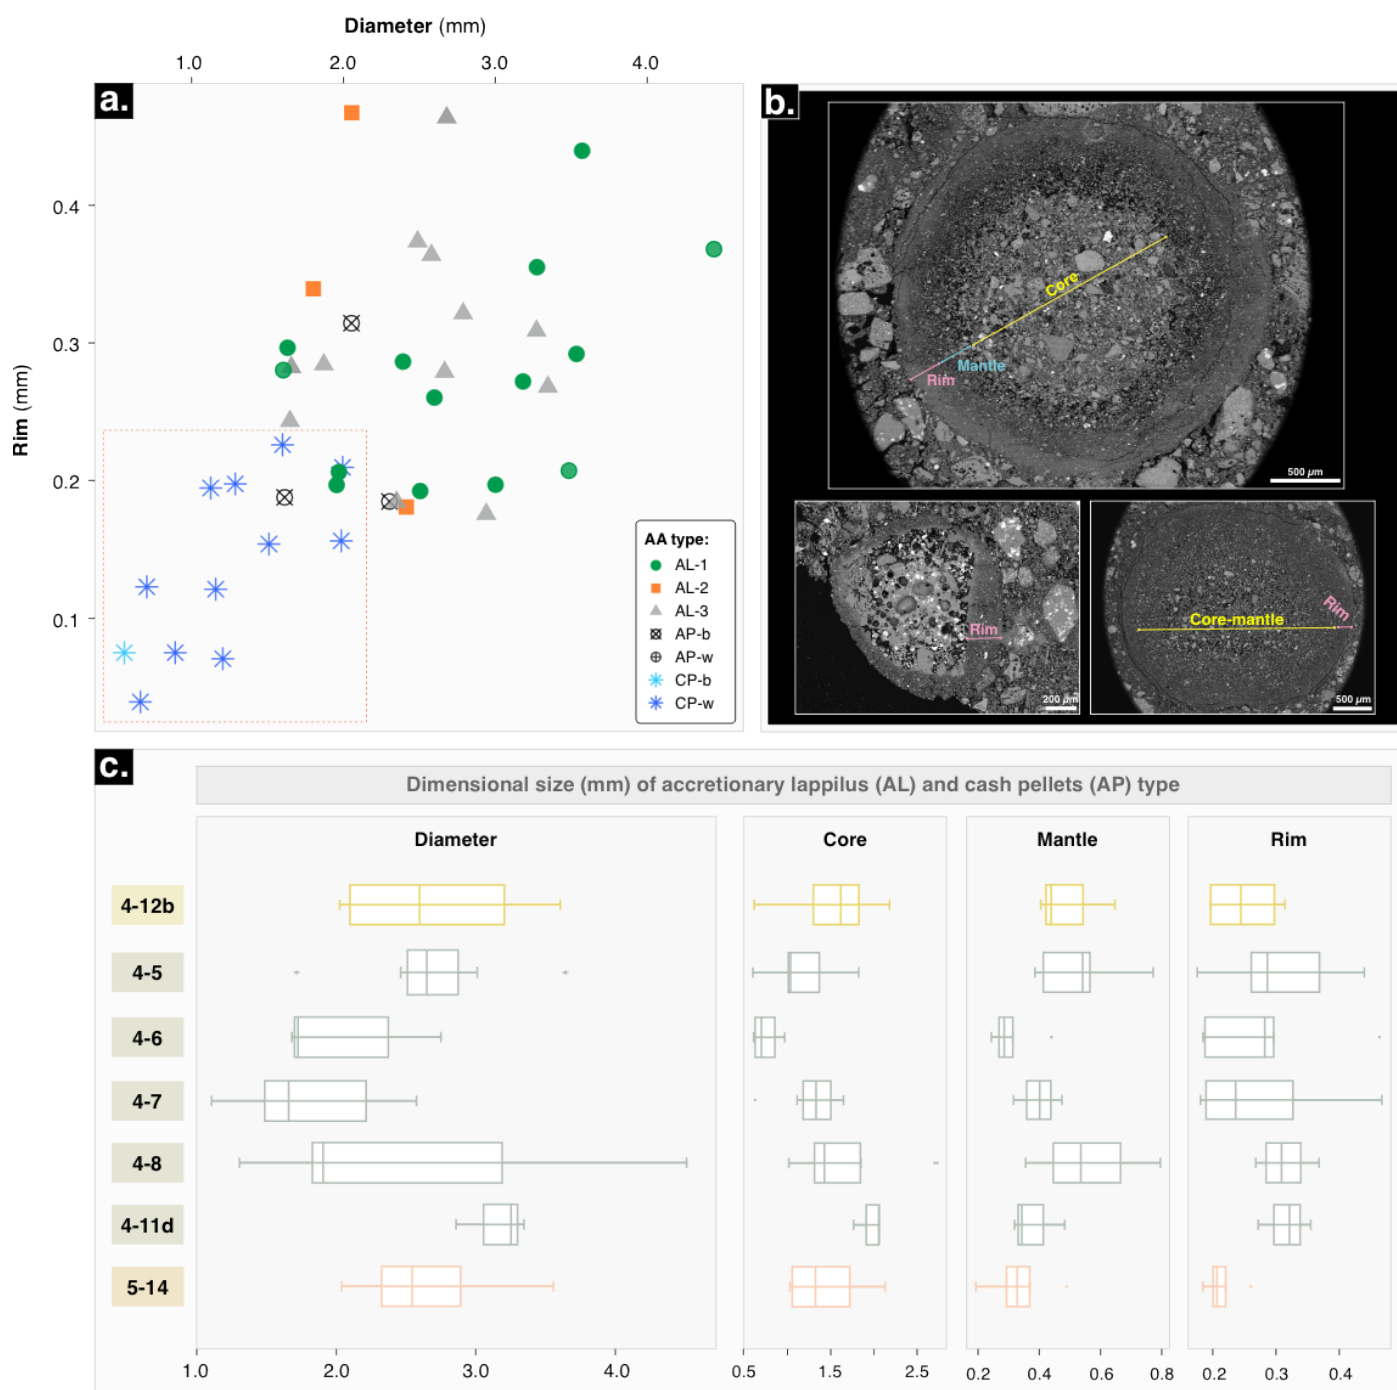 Diameter (mm)
1.0 2.0 3.0 4.0
a.
Rim (mm)
0.4
0.3
0.2
0.1
AA type:
AL-1
AL-2
AL-3
AP-b
AP-w
CP-b
CP-w
b.
Core
Mantle
Rim
500 µm
Rim
200 µm
Core-mantle
Rim
500 µm
c.
Dimensional size (mm) of accretionary lappilus (AL) and cash pellets (AP) type
Diameter Core Mantle Rim
4-12b
4-5
4-6
4-7
4-8
4-11d
5-14
1.0 2.0 3.0 4.0 0.5 1.5 2.5 0.2 0.4 0.6 0.8 0.2 0.3 0.4